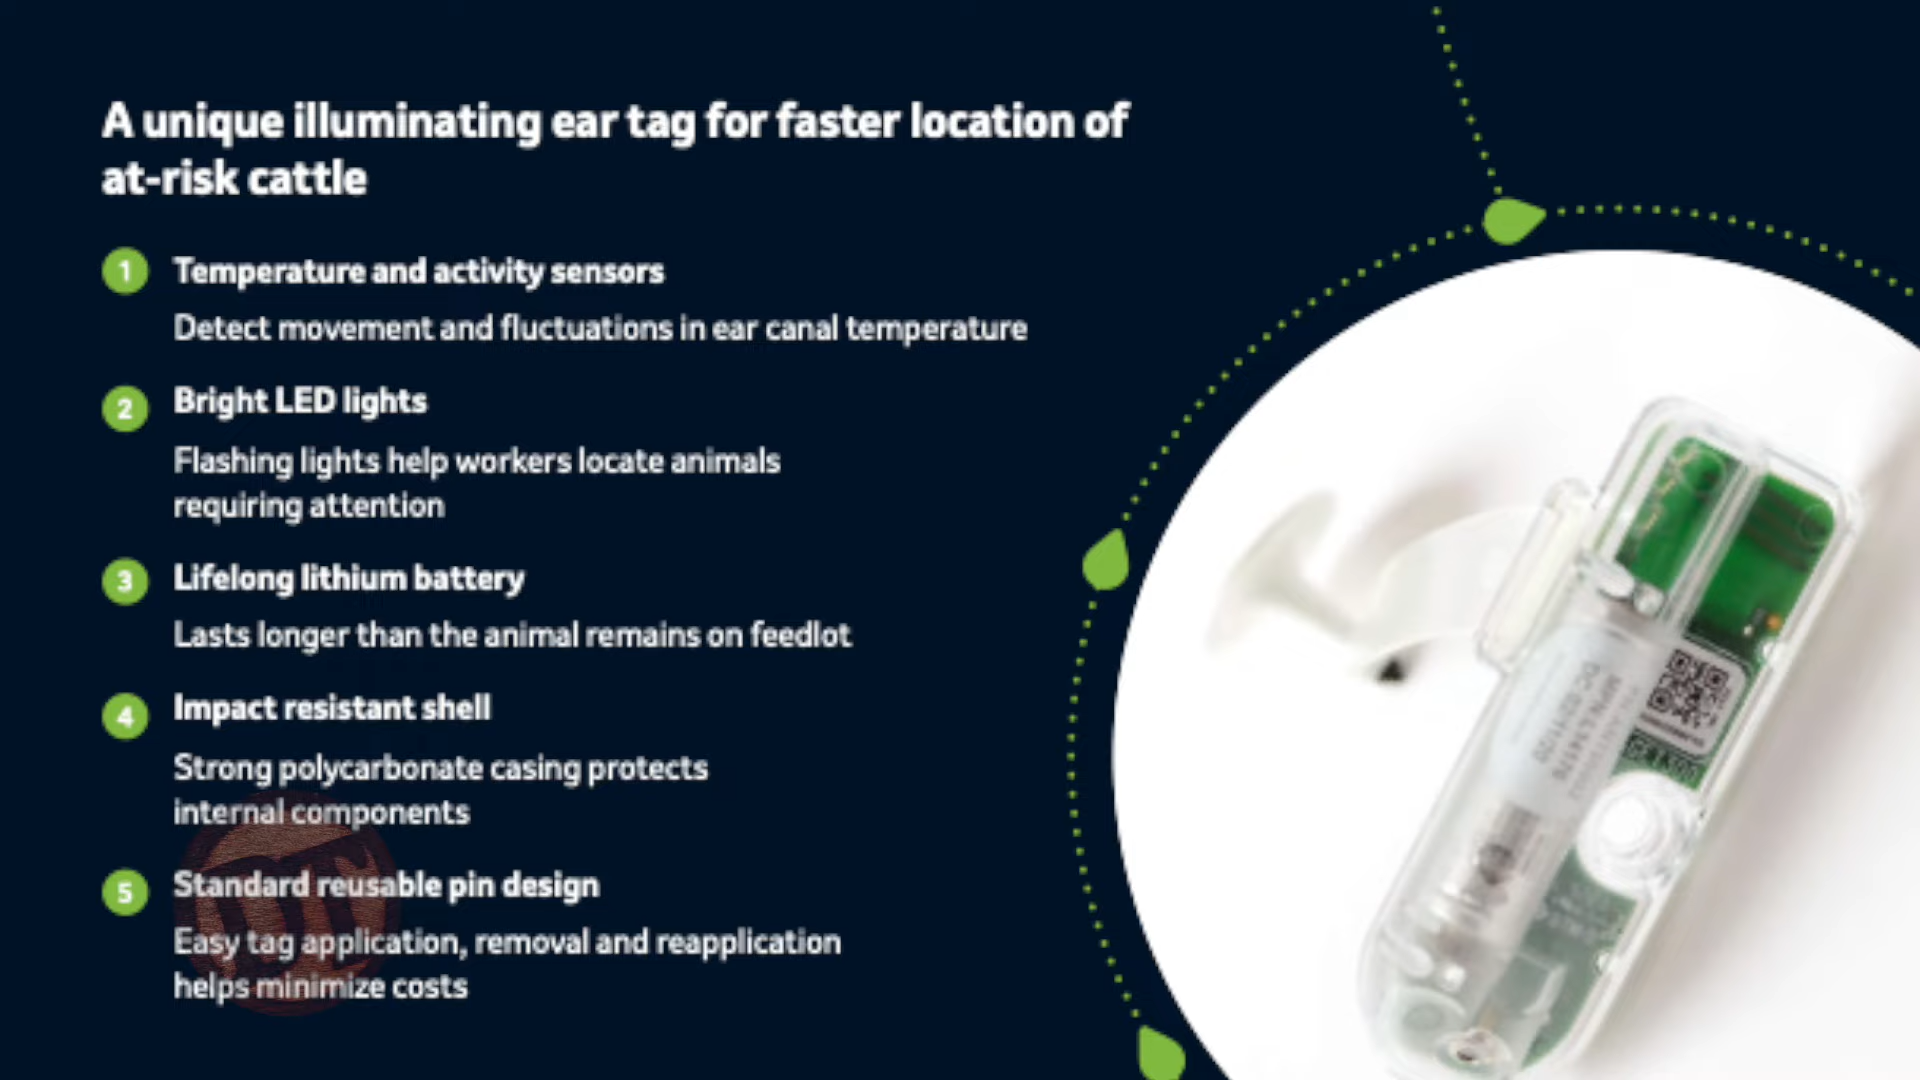 A unique illuminating ear tag for faster location of
at-risk cattle
1 Temperature and activity sensors
Detect movement and fluctuations in ear canal temperature
2 Bright LED lights
Flashing lights help workers locate animals
requiring attention
3 Lifelong lithium battery
Lasts longer than the animal remains on feedlot
4 Impact resistant shell
Strong polycarbonate casing protects
internal components
5 Standard reusable pin design
Easy tag application, removal and reapplication
helps minimize costs
DT